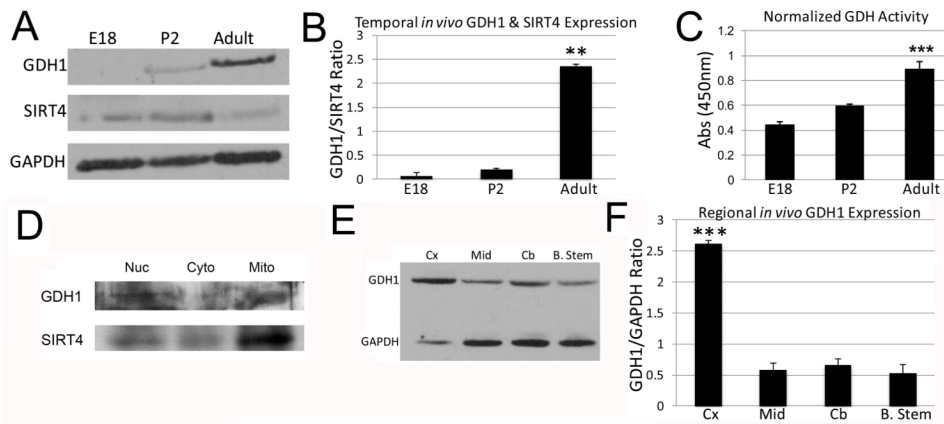 A
E18 P2 Adult
GDH1
SIRT4
GAPDH
B
Temporal in vivo GDH1 & SIRT4 Expression
GDH1/SIRT4 Ratio
3
2.5
2
1.5
1
0.5
0
**
E18 P2 Adult
C
Normalized GDH Activity
Abs (450nm)
1.2
1
0.8
0.6
0.4
0.2
0
***
E18 P2 Adult
D
Nuc Cyto Mito
GDH1
SIRT4
E
Cx Mid Cb B. Stem
GDH1
GAPDH
F
Regional in vivo GDH1 Expression
GDH1/GAPDH Ratio
3
2.5
2
1.5
1
0.5
0
***
Cx Mid Cb B. Stem